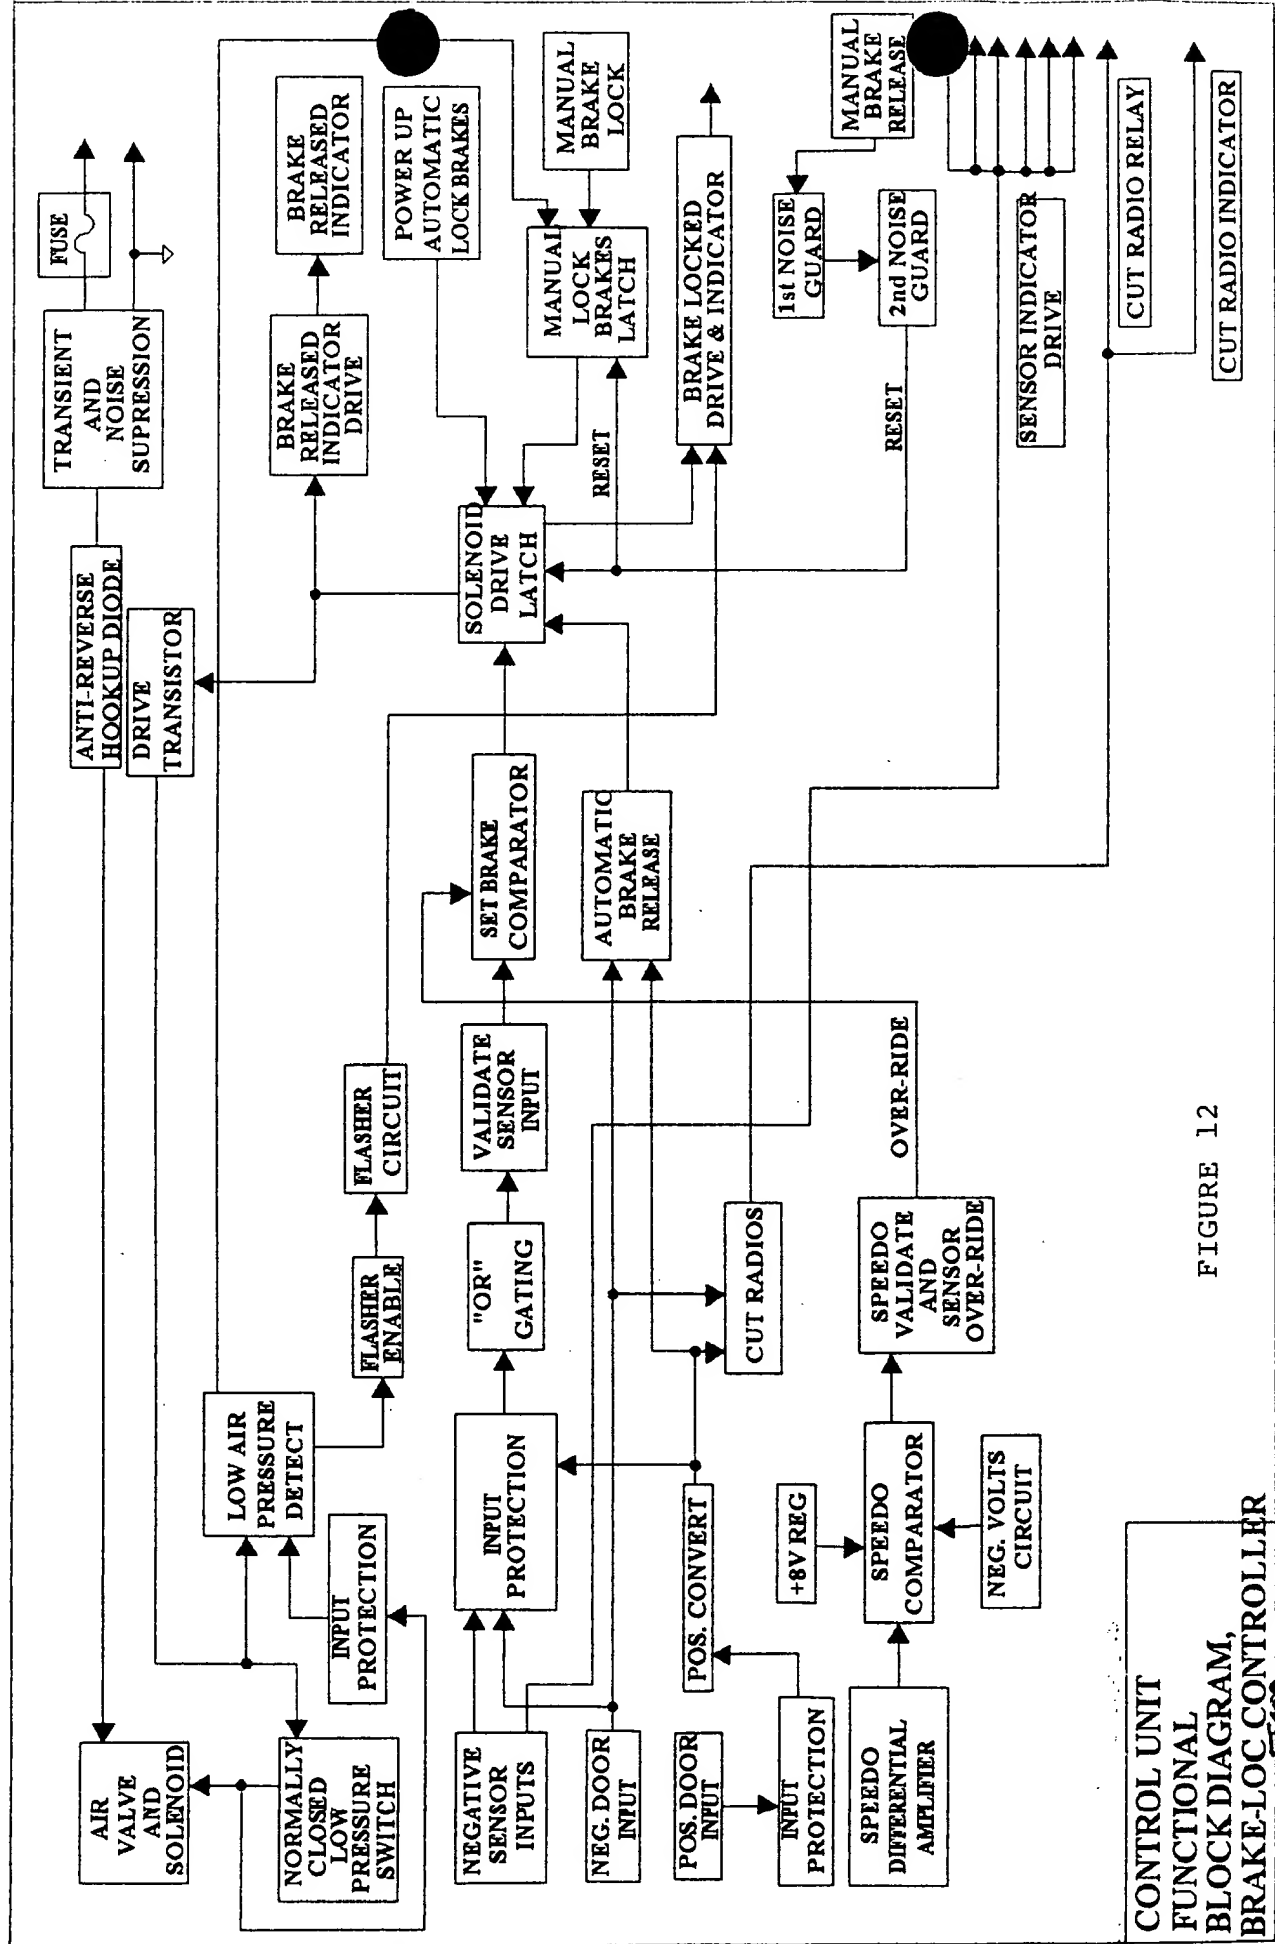 FUSE
TRANSIENT
AND
NOISE
SUPRESSION
ANTI-REVERSE
HOOKUP DIODE
DRIVE
TRANSISTOR
AIR
VALVE
AND
SOLENOID
NORMALLY
CLOSED
LOW
PRESSURE
SWITCH
INPUT
PROTECTION
LOW AIR
PRESSURE
DETECT
FLASHER
ENABLE
FLASHER
CIRCUIT
BRAKE
RELEASED
INDICATOR
DRIVE
BRAKE
RELEASED
INDICATOR
POWER UP
AUTOMATIC
LOCK BRAKES
MANUAL
BRAKE
LOCK
MANUAL
LOCK
BRAKES
LATCH
SOLENOID
DRIVE
LATCH
RESET
BRAKE LOCKED
DRIVE & INDICATOR
NEGATIVE
SENSOR
INPUTS
INPUT
PROTECTION
"OR"
GATING
VALIDATE
SENSOR
INPUT
SET BRAKE
COMPARATOR
AUTOMATIC
BRAKE
RELEASE
NEG. DOOR
INPUT
POS. DOOR
INPUT
INPUT
PROTECTION
POS. CONVERT
CUT RADIOS
MANUAL
BRAKE
RELEASE
1st NOISE
GUARD
2nd NOISE
GUARD
RESET
SENSOR INDICATOR
DRIVE
CUT RADIO RELAY
CUT RADIO INDICATOR
SPEEDO
DIFFERENTIAL
AMPLIFIER
+8V REG
SPEEDO
COMPARATOR
NEG. VOLTS
CIRCUIT
SPEEDO
VALIDATE
AND
SENSOR
OVER-RIDE
OVER-RIDE
FIGURE 12
CONTROL UNIT
FUNCTIONAL
BLOCK DIAGRAM,
BRAKE-LOC CONTROLLER